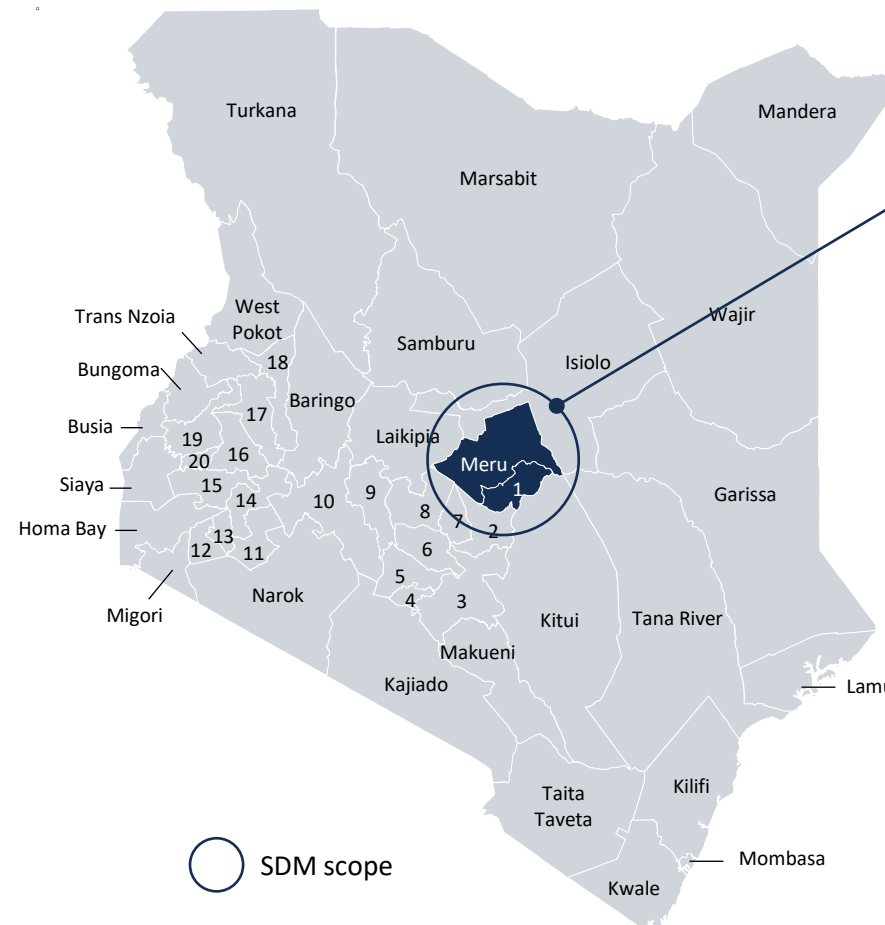 Turkana
Mandera
Marsabit
Wajir
West
Pokot
Trans Nzoia
Samburu
Isiolo
18
Bungoma
Baringo
17
Busia
19
Laikipia
16
20
Meru
Siaya
15
1
Garissa
14
10
9
8
7
2
Homa Bay
13
12
11
6
5
4
3
Narok
Migori
Kitui
Tana River
Makueni
Kajiado
Lamu
Taita
Taveta
Kilifi
SDM scope
Mombasa
Kwale